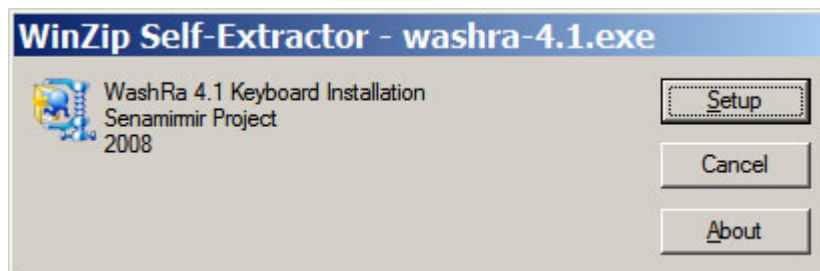 WinZip Self-Extractor - washra-4.1.exe
WashRa 4.1 Keyboard Installation
Senamirmir Project
2008
Setup
Cancel
About